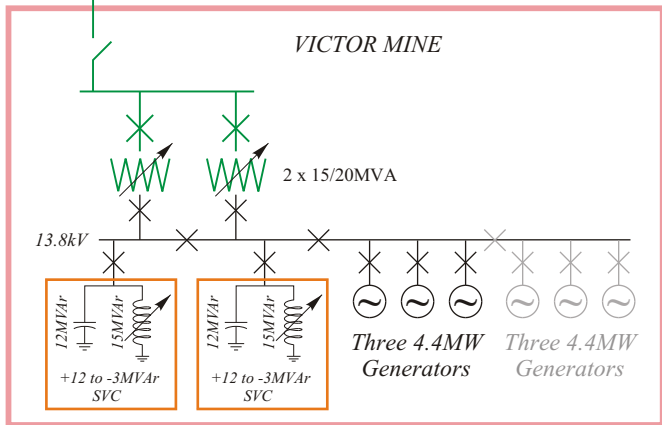 VICTOR MINE
2 x 15/20MVA
13.8kV
12MVAr
15MVAr
+12 to -3MVAr
SVC
12MVAr
15MVAr
+12 to -3MVAr
SVC
Three 4.4MW
Generators
Three 4.4MW
Generators